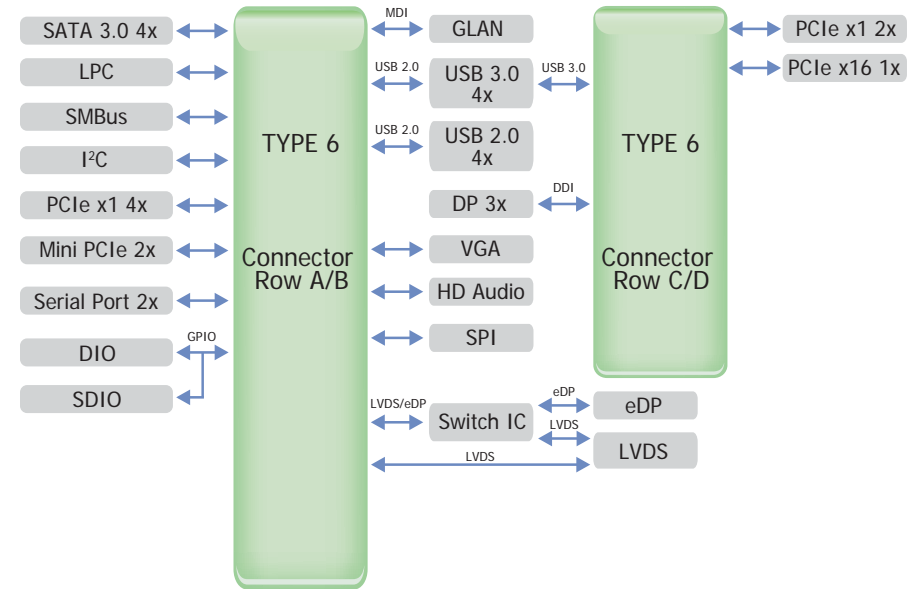 SATA 3.0 4x
LPC
SMBus
I²C
PCIe x1 4x
Mini PCIe 2x
Serial Port 2x
GPIO
DIO
SDIO
TYPE 6
Connector
Row A/B
MDI
GLAN
USB 2.0
USB 3.0
4x
USB 3.0
USB 2.0
USB 2.0
4x
DP 3x
DDI
VGA
HD Audio
SPI
LVDS/eDP
Switch IC
eDP
eDP
LVDS
LVDS
LVDS
TYPE 6
Connector
Row C/D
PCIe x1 2x
PCIe x16 1x